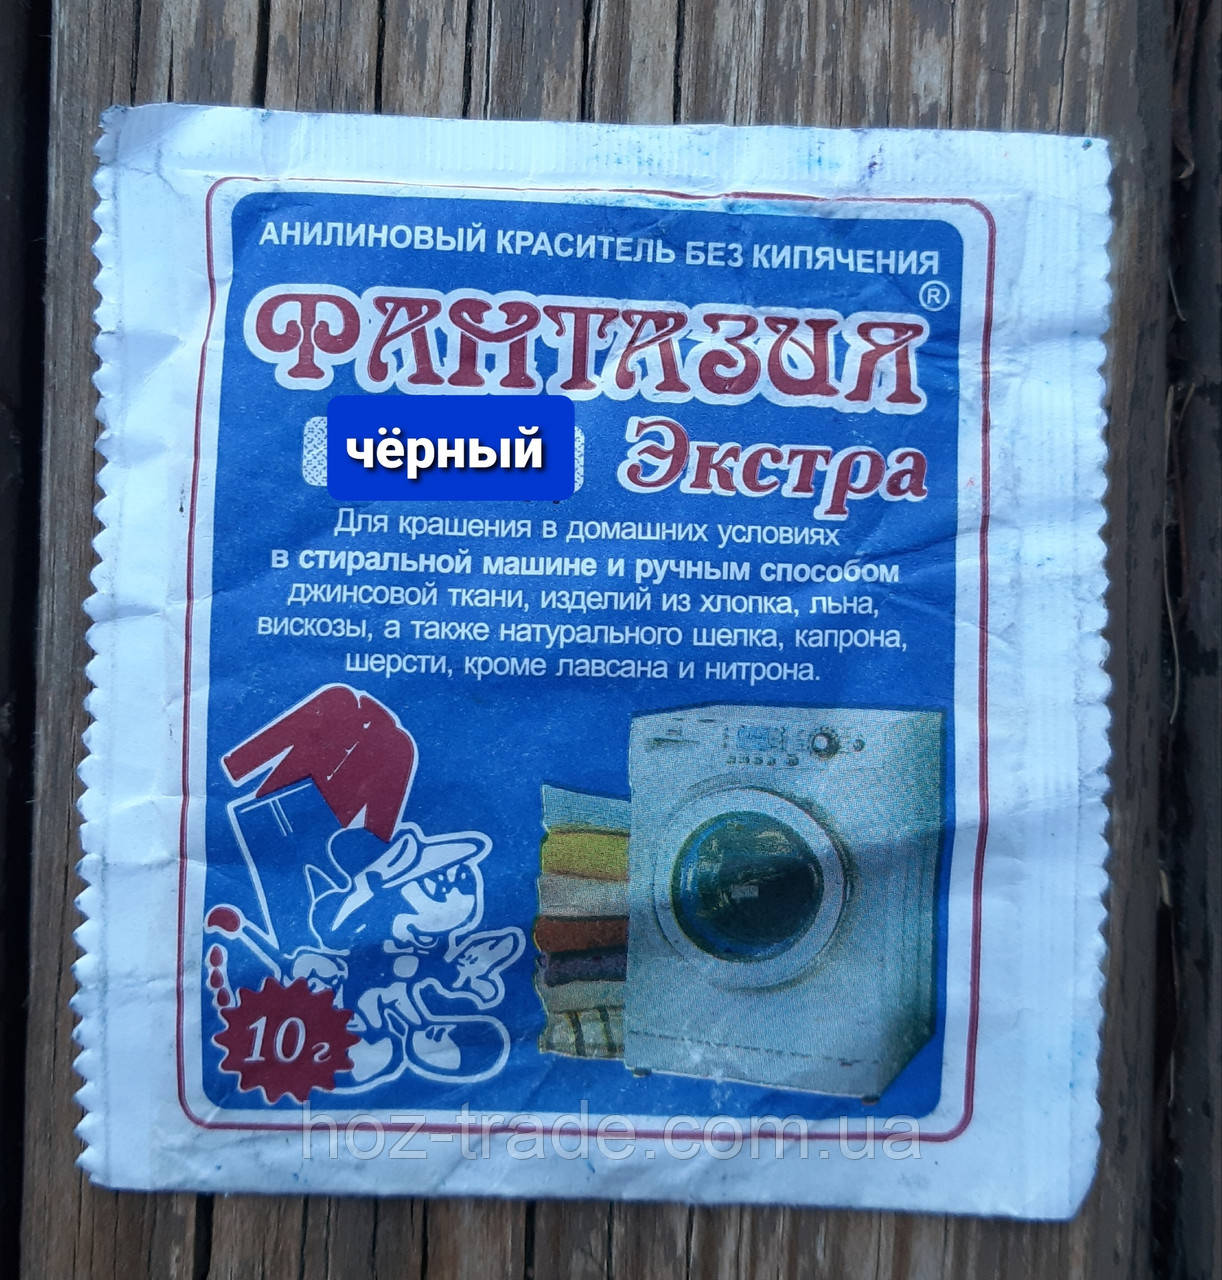 АНИЛИНОВЫЙ КРАСИТЕЛЬ БЕЗ КИПЯЧЕНИЯ
ФАНТАЗИЯ ®
чёрный Экстра
Для крашения в домашних условиях
в стиральной машине и ручным способом
джинсовой ткани, изделий из хлопка, льна,
вискозы, а также натурального шелка, капрона,
шерсти, кроме лавсана и нитрона.
10 г
hoz-trade.com.ua